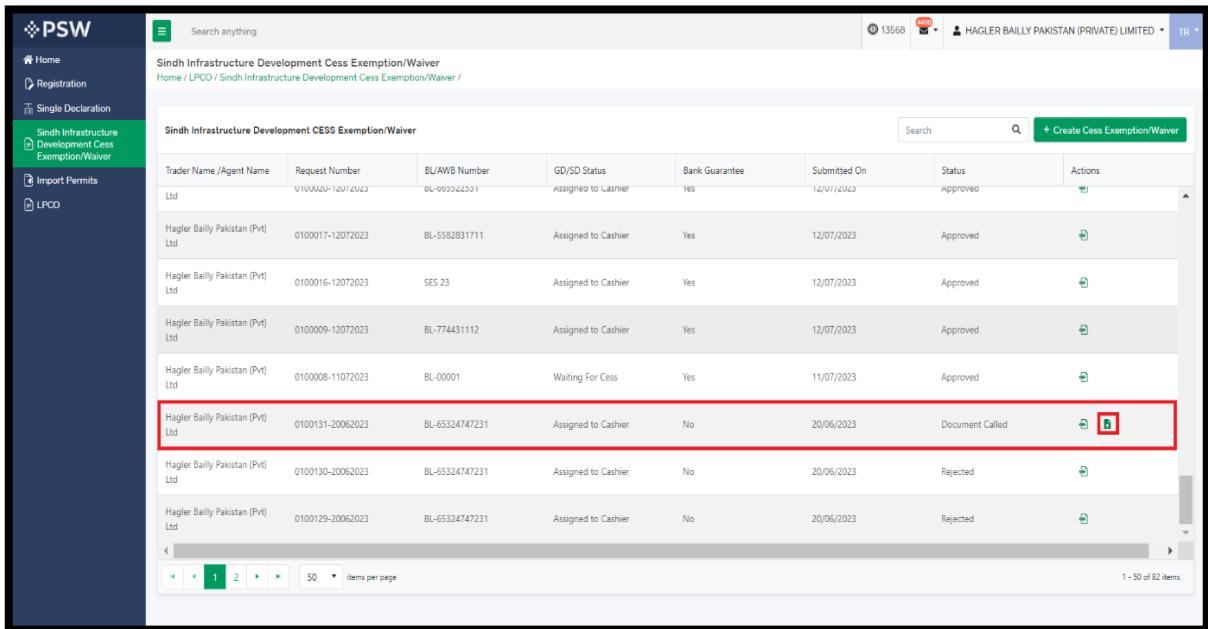 PSW
Search anything
13568
4430
HAGLER BAILLY PAKISTAN (PRIVATE) LIMITED
TR
Home
Registration
Single Declaration
Sindh Infrastructure
Development Cess
Exemption/Waiver
Import Permits
LPCO
Sindh Infrastructure Development Cess Exemption/Waiver
Home / LPCO / Sindh Infrastructure Development Cess Exemption/Waiver /
Sindh Infrastructure Development CESS Exemption/Waiver
Search
+ Create Cess Exemption/Waiver
Trader Name /Agent Name Request Number BL/AWB Number GD/SD Status Bank Guarantee Submitted On Status Actions
Ltd 0100020-12072023 BL-665522531 Assigned to Cashier Yes 12/07/2023 Approved
Hagler Bailly Pakistan (Pvt)
Ltd 0100017-12072023 BL-5582831711 Assigned to Cashier Yes 12/07/2023 Approved
Hagler Bailly Pakistan (Pvt)
Ltd 0100016-12072023 SES 23 Assigned to Cashier Yes 12/07/2023 Approved
Hagler Bailly Pakistan (Pvt)
Ltd 0100009-12072023 BL-774431112 Assigned to Cashier Yes 12/07/2023 Approved
Hagler Bailly Pakistan (Pvt)
Ltd 0100008-11072023 BL-00001 Waiting For Cess Yes 11/07/2023 Approved
Hagler Bailly Pakistan (Pvt)
Ltd 0100131-20062023 BL-65324747231 Assigned to Cashier No 20/06/2023 Document Called
Hagler Bailly Pakistan (Pvt)
Ltd 0100130-20062023 BL-65324747231 Assigned to Cashier No 20/06/2023 Rejected
Hagler Bailly Pakistan (Pvt)
Ltd 0100129-20062023 BL-65324747231 Assigned to Cashier No 20/06/2023 Rejected
1 2 50 items per page 1 - 50 of 82 items